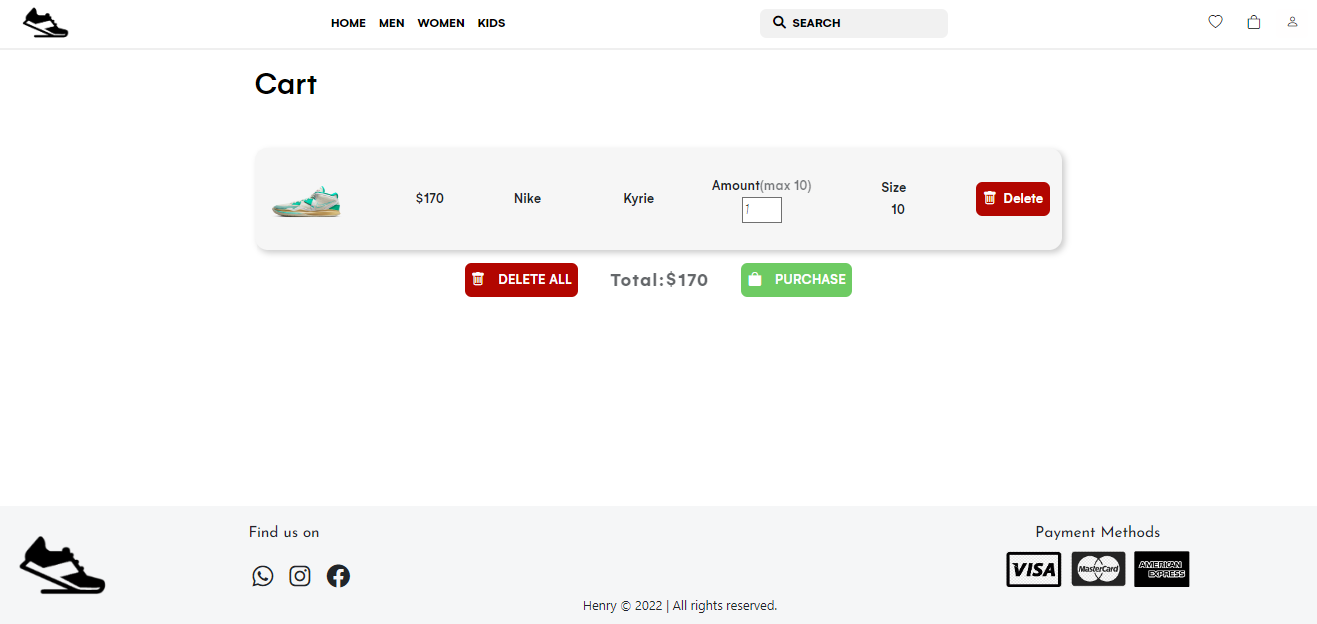 HOME MEN WOMEN KIDS SEARCH
Cart
$170 Nike Kyrie Amount(max 10) 1 Size 10 Delete
DELETE ALL Total:$170 PURCHASE
Find us on
Payment Methods
VISA MasterCard AMERICAN EXPRESS
Henry © 2022 | All rights reserved.